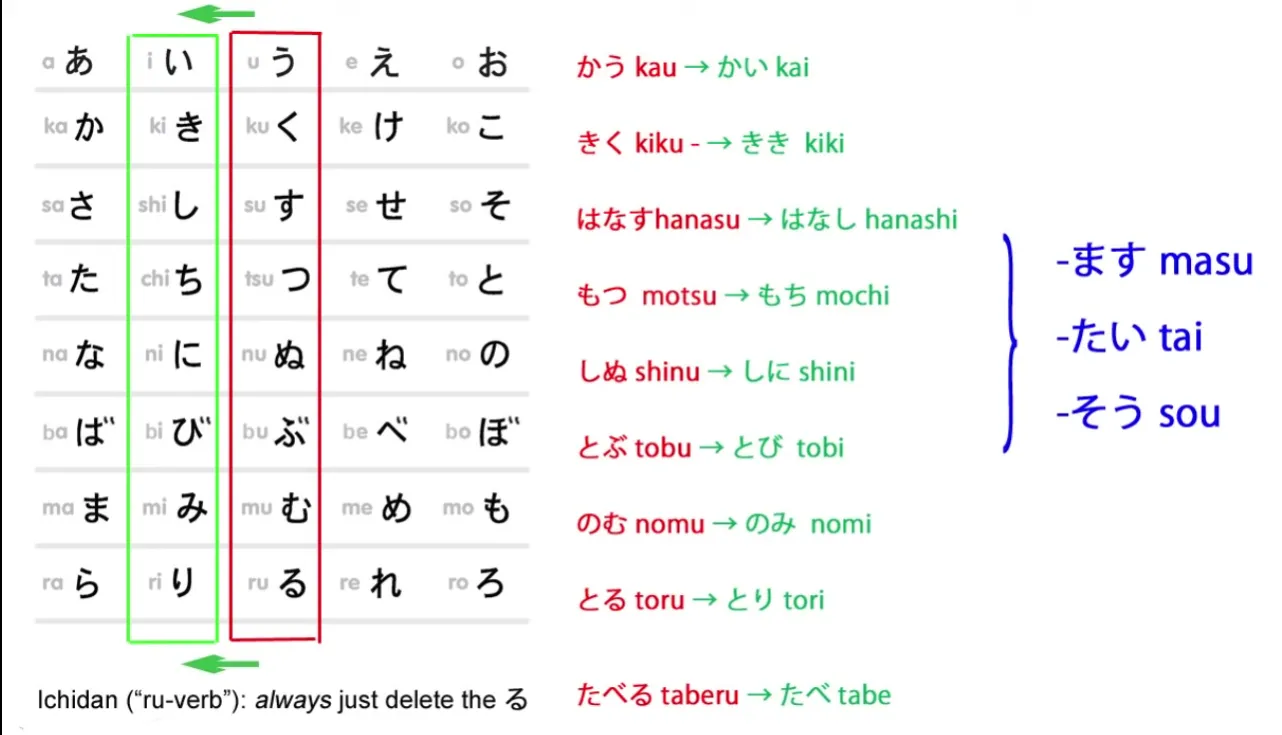 a あ i い u う e え o お
ka か ki き ku く ke け ko こ
sa さ shi し su す se せ so そ
ta た chi ち tsu つ te て to と
na な ni に nu ぬ ne ね no の
ba ば bi び bu ぶ be べ bo ぼ
ma ま mi み mu む me め mo も
ra ら ri り ru る re れ ro ろ
Ichidan (“ru-verb”): always just delete the る
かう kau → かい kai
きく kiku - → きき kiki
はなすhanasu → はなし hanashi
もつ motsu → もち mochi
しぬ shinu → しに shini
とぶ tobu → とび tobi
のむ nomu → のみ nomi
とる toru → とり tori
たべる taberu → たべ tabe
-ます masu
-たい tai
-そう sou